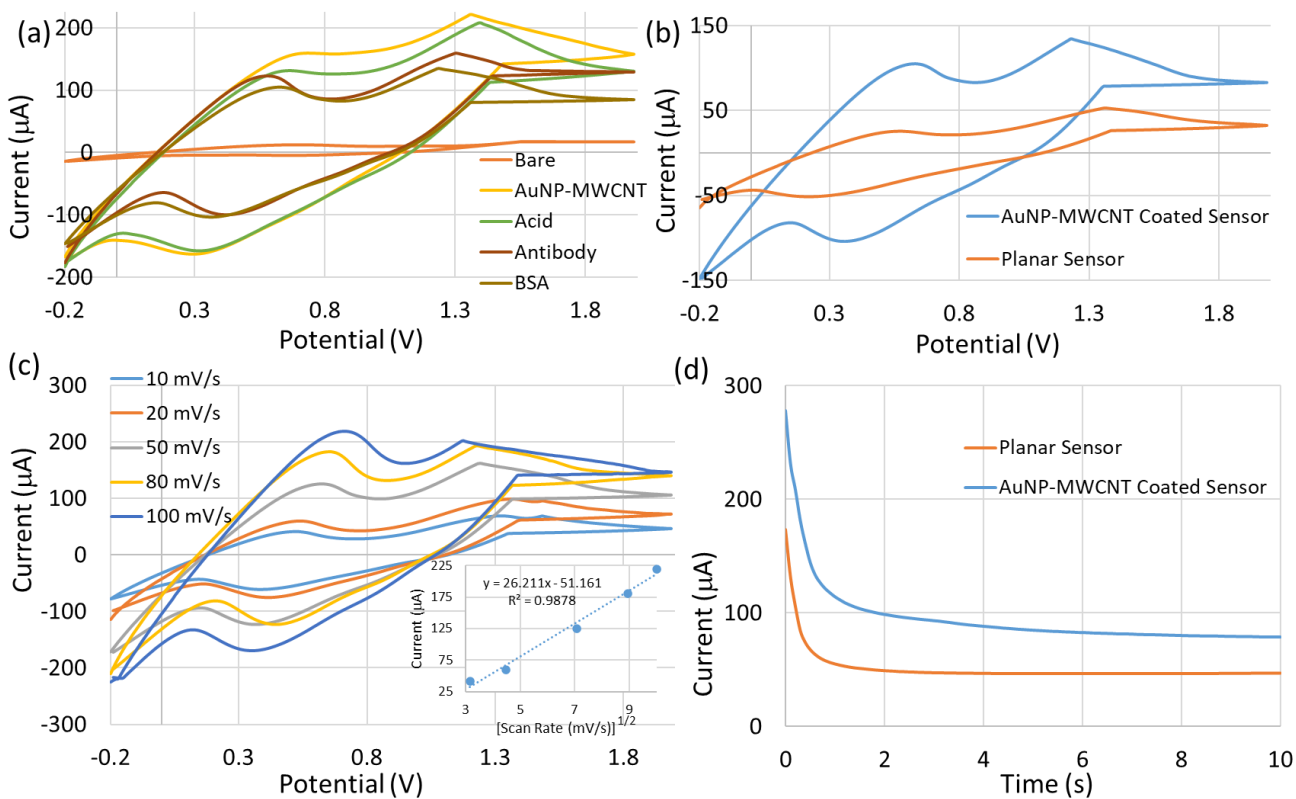 (a)
200
100
0
-100
-200
-0.2 0.3 0.8 1.3 1.8
Current (µA)
Potential (V)
Bare
AuNP-MWCNT
Acid
Antibody
BSA
(b)
150
50
-50
-150
-0.2 0.3 0.8 1.3 1.8
Current (µA)
Potential (V)
AuNP-MWCNT Coated Sensor
Planar Sensor
(c)
300
200
100
0
-100
-200
-300
-0.2 0.3 0.8 1.3 1.8
Current (µA)
Potential (V)
10 mV/s
20 mV/s
50 mV/s
80 mV/s
100 mV/s
225
175
125
75
25
3 5 7 9
Current (µA)
y = 26.211x - 51.161
R² = 0.9878
[Scan Rate (mV/s)]^1/2
(d)
300
200
100
0
0 2 4 6 8 10
Current (µA)
Time (s)
Planar Sensor
AuNP-MWCNT Coated Sensor